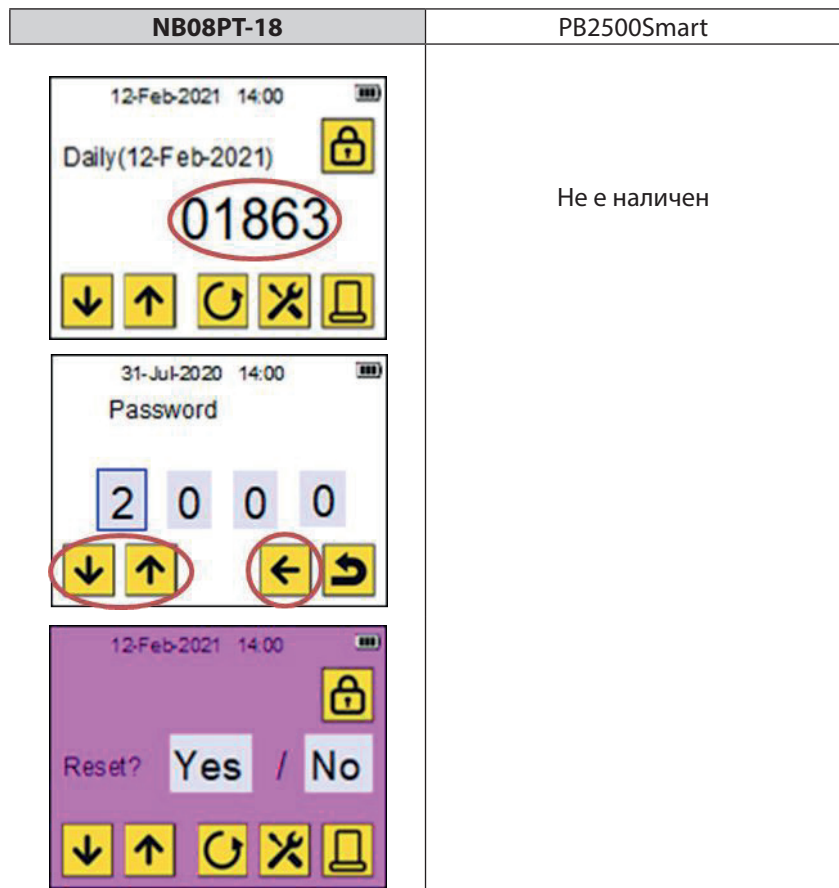 NB08PT-18
PB2500Smart
12-Feb-2021 14:00
Daily(12-Feb-2021)
01863
Не е наличен
31-Jul-2020 14:00
Password
2 0 0 0
12-Feb-2021 14:00
Reset? Yes / No